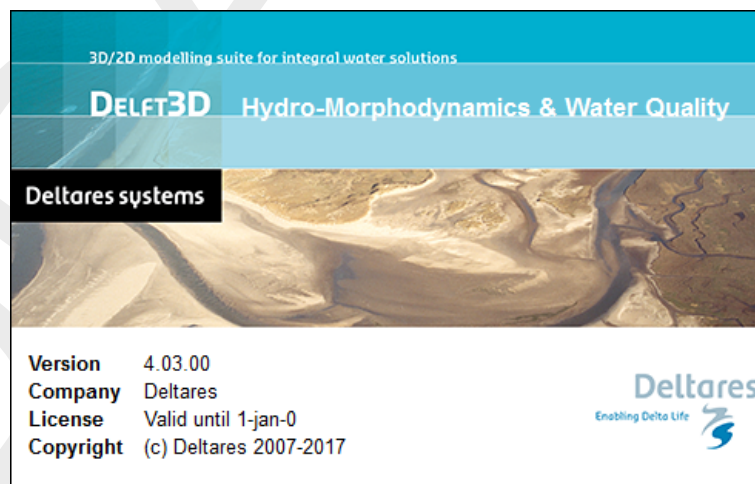 3D/2D modelling suite for integral water solutions
DELFT3D Hydro-Morphodynamics & Water Quality
Deltares systems
Version 4.03.00
Company Deltares
License Valid until 1-jan-0
Copyright (c) Deltares 2007-2017
Deltares
Enabling Delta Life